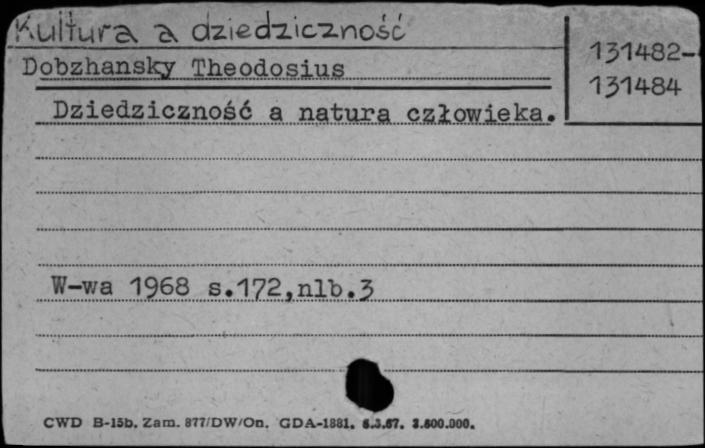 Kultura a dziedziczność
131482-
131484
Dobzhansky Theodosius
Dziedziczność a natura człowieka.
W-wa 1968 s.172,nlb.3
CWD B-15b. Zam. 877/DW/On. GDA-1881. 6.3.67. 3.600.000.